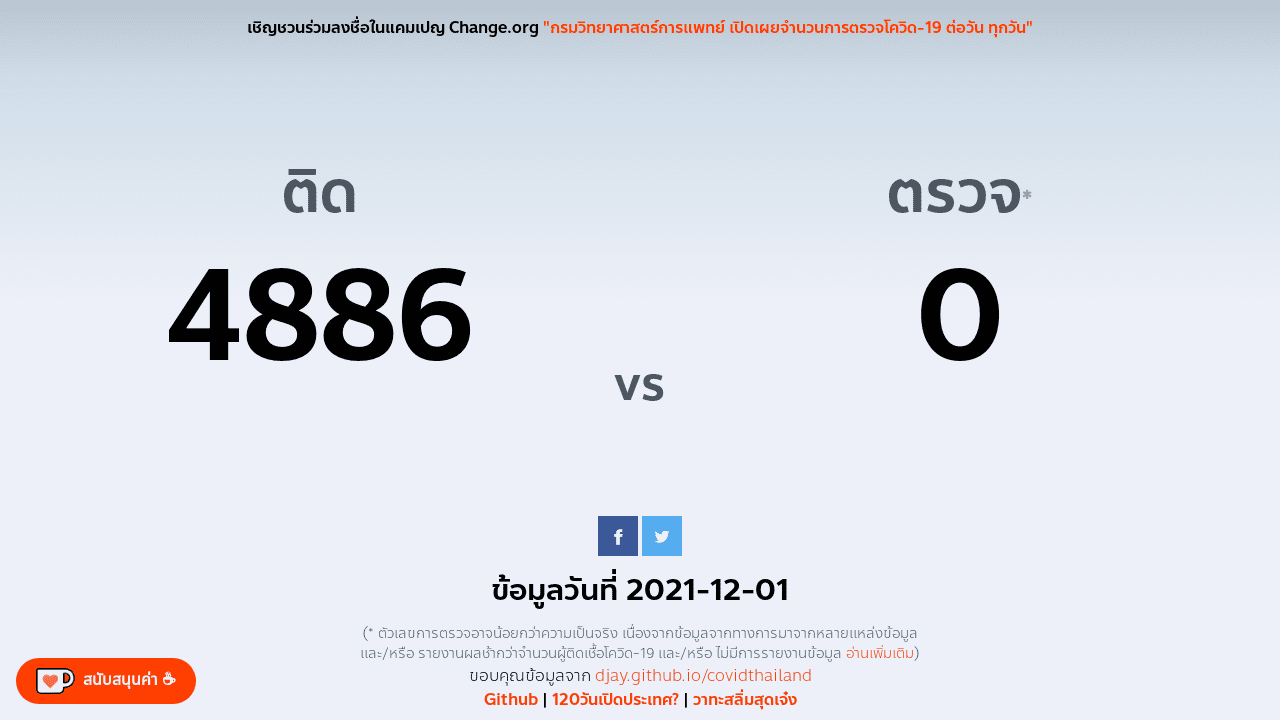 เชิญชวนร่วมลงชื่อในแคมเปญ Change.org "กรมวิทยาศาสตร์การแพทย์ เปิดเผยจำนวนการตรวจโควิด-19 ต่อวัน ทุกวัน"
ติด
4886
vs
ตรวจ*
0
ข้อมูลวันที่ 2021-12-01
(* ตัวเลขการตรวจอาจน้อยกว่าความเป็นจริง เนื่องจากข้อมูลจากทางการมาจากหลายแหล่งข้อมูล
และ/หรือ รายงานผลช้ากว่าจำนวนผู้ติดเชื้อโควิด-19 และ/หรือ ไม่มีการรายงานข้อมูล อ่านเพิ่มเติม)
ขอบคุณข้อมูลจาก djay.github.io/covidthailand
Github | 120วันเปิดประเทศ? | วาทะสลิ่มสุดเจ๋ง
สนับสนุนค่า ☕